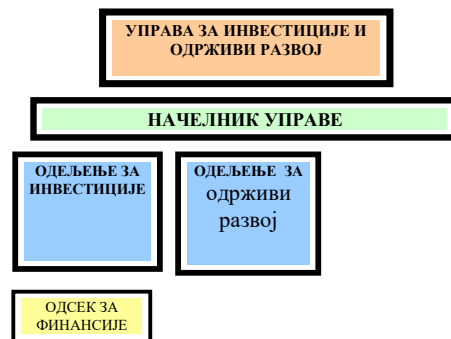 УПРАВА ЗА ИНВЕСТИЦИЈЕ И
ОДРЖИВИ РАЗВОЈ
НАЧЕЛНИК УПРАВЕ
ОДЕЉЕЊЕ ЗА
ИНВЕСТИЦИЈЕ
ОДЕЉЕЊЕ ЗА
одрживи
развој
ОДСЕК ЗА
ФИНАНСИЈЕ